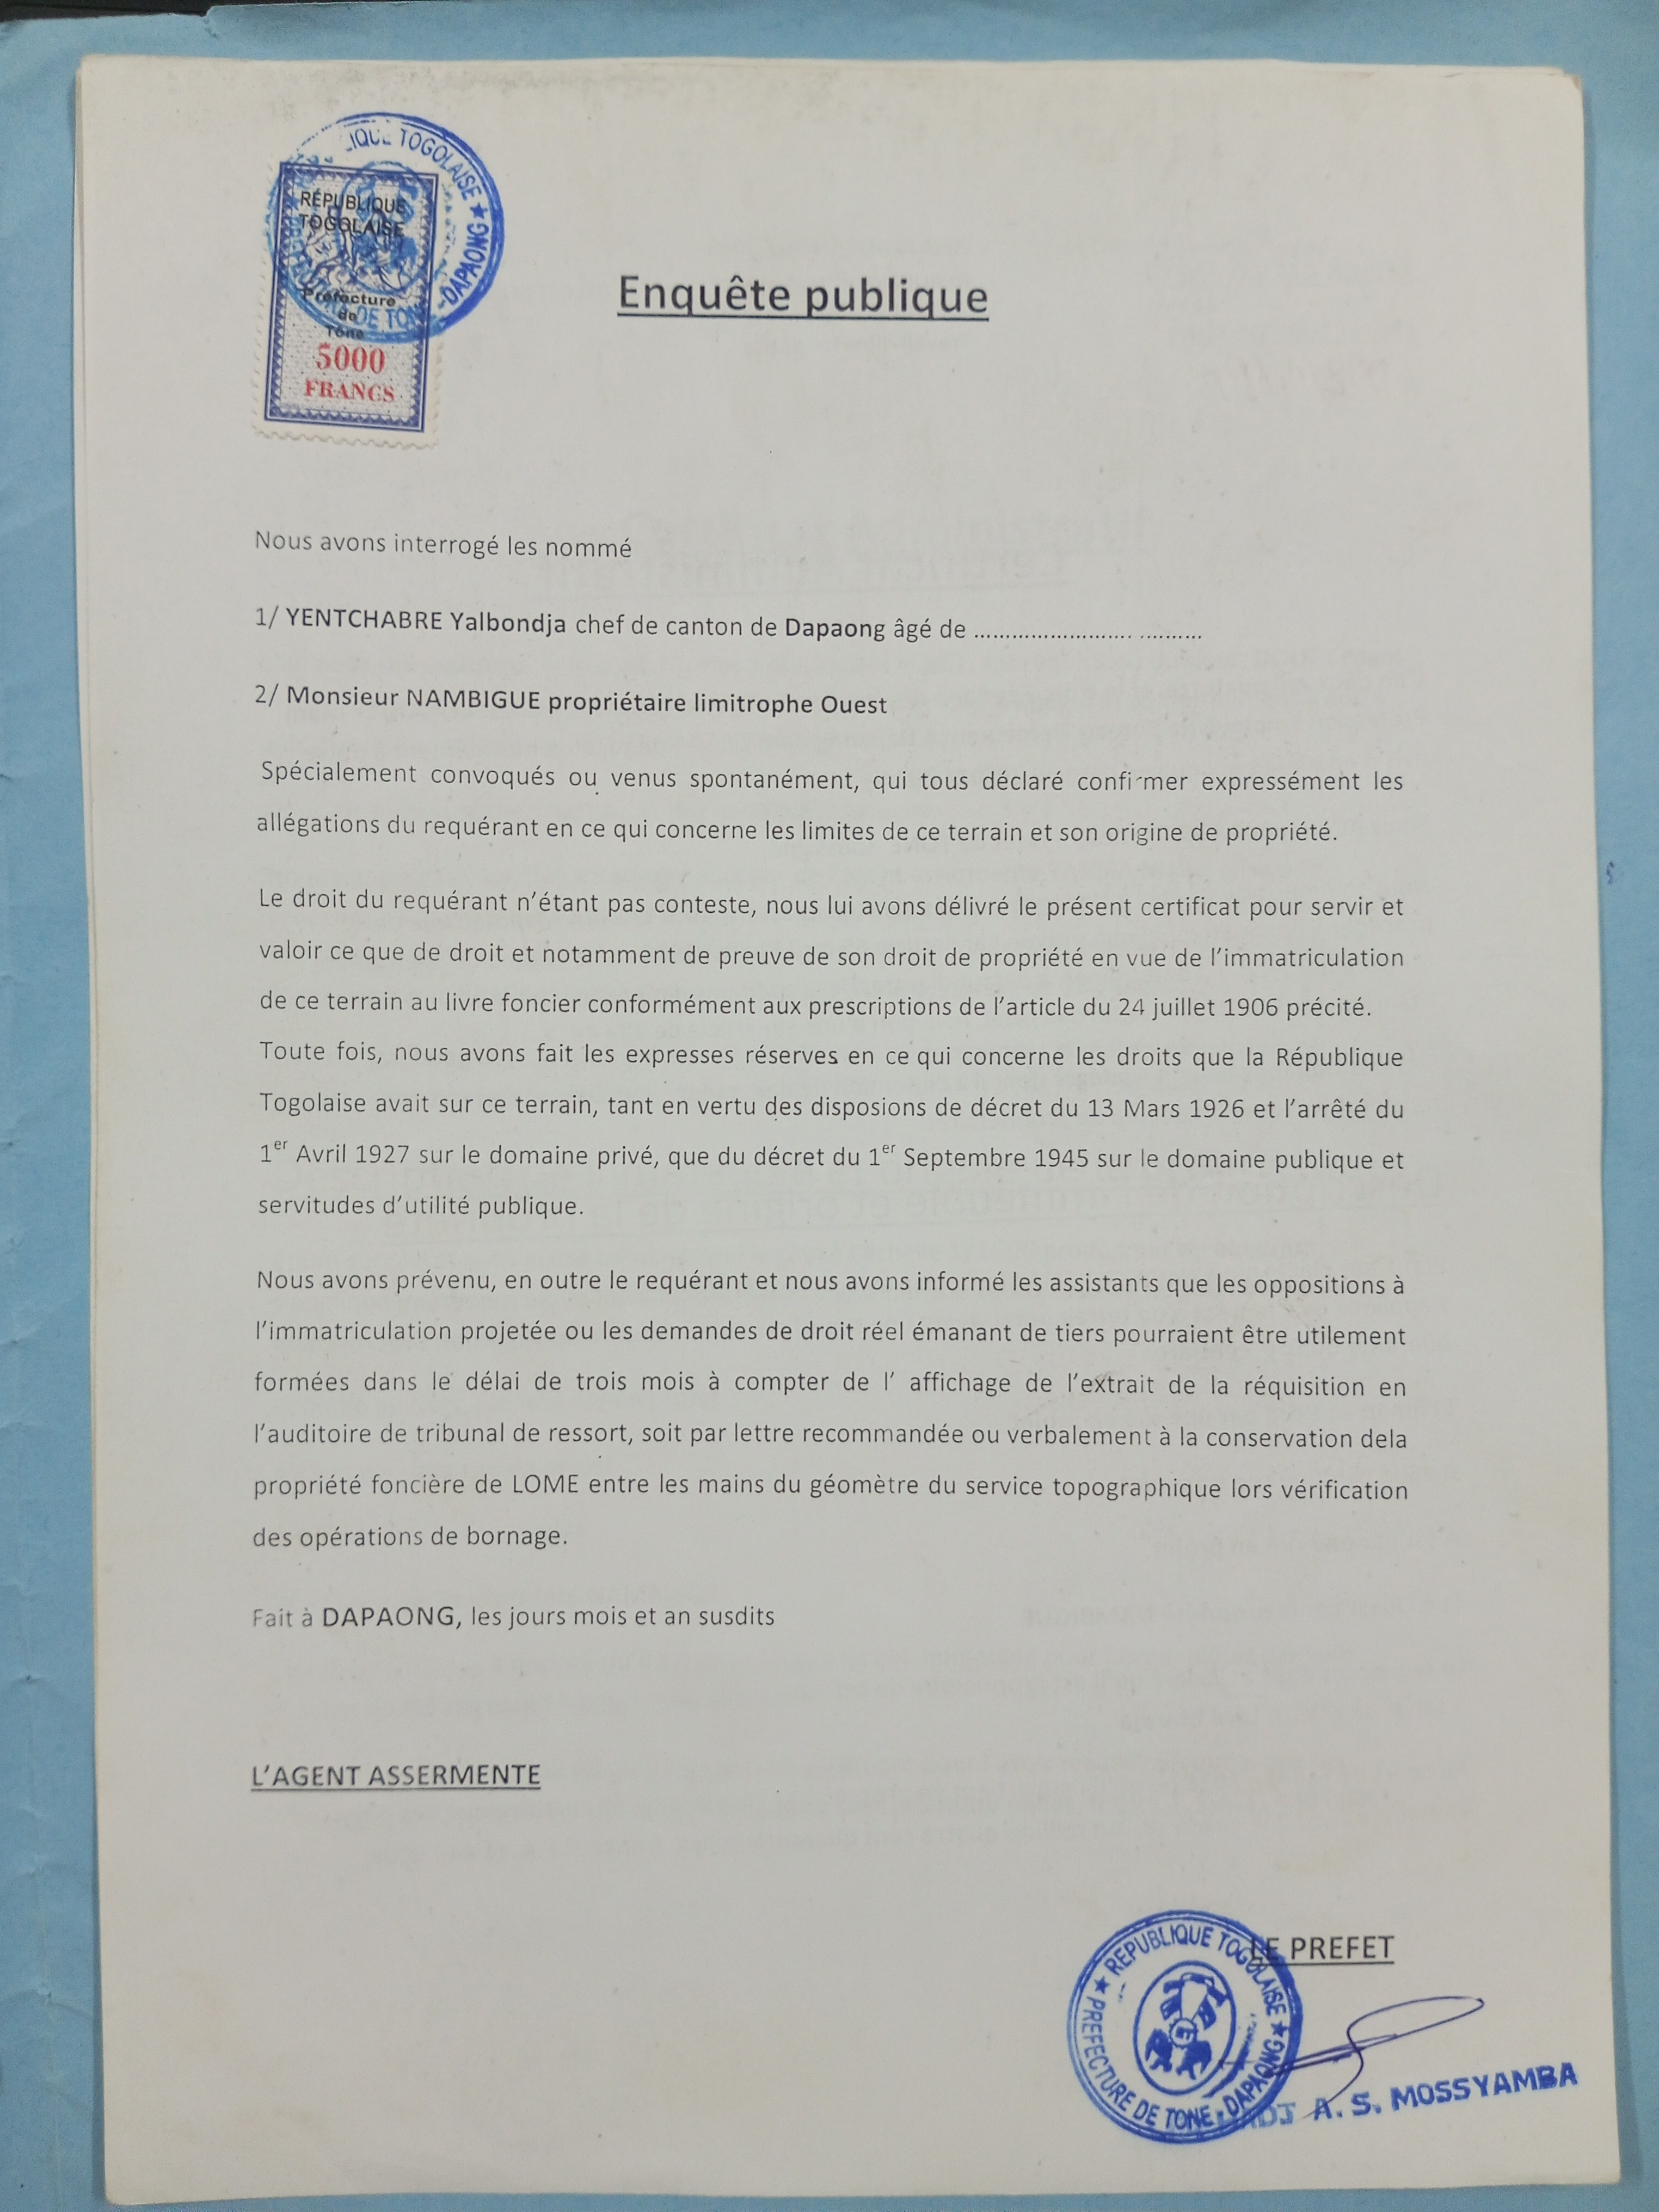 RÉPUBLIQUE
TOGOLAISE
Préfecture
de
Tône
5000
FRANCS
TOGOLAISE ★ DAPAONG
DE TONE
Enquête publique
Nous avons interrogé les nommé
1/ YENTCHABRE Yalbondja chef de canton de Dapaong âgé de ......................... ..........
2/ Monsieur NAMBIGUE propriétaire limitrophe Ouest
Spécialement convoqués ou venus spontanément, qui tous déclaré confirmer expressément les
allégations du requérant en ce qui concerne les limites de ce terrain et son origine de propriété.
Le droit du requérant n’étant pas conteste, nous lui avons délivré le présent certificat pour servir et
valoir ce que de droit et notamment de preuve de son droit de propriété en vue de l’immatriculation
de ce terrain au livre foncier conformément aux prescriptions de l’article du 24 juillet 1906 précité.
Toute fois, nous avons fait les expresses réserves en ce qui concerne les droits que la République
Togolaise avait sur ce terrain, tant en vertu des disposions de décret du 13 Mars 1926 et l’arrêté du
1er Avril 1927 sur le domaine privé, que du décret du 1er Septembre 1945 sur le domaine publique et
servitudes d’utilité publique.
Nous avons prévenu, en outre le requérant et nous avons informé les assistants que les oppositions à
l’immatriculation projetée ou les demandes de droit réel émanant de tiers pourraient être utilement
formées dans le délai de trois mois à compter de l’ affichage de l’extrait de la réquisition en
l’auditoire de tribunal de ressort, soit par lettre recommandée ou verbalement à la conservation dela
propriété foncière de LOME entre les mains du géomètre du service topographique lors vérification
des opérations de bornage.
Fait à DAPAONG, les jours mois et an susdits
L’AGENT ASSERMENTE
LE PREFET
★ REPUBLIQUE TOGOLAISE ★
PREFECTURE DE TONE - DAPAONG
A. S. MOSSYAMBA